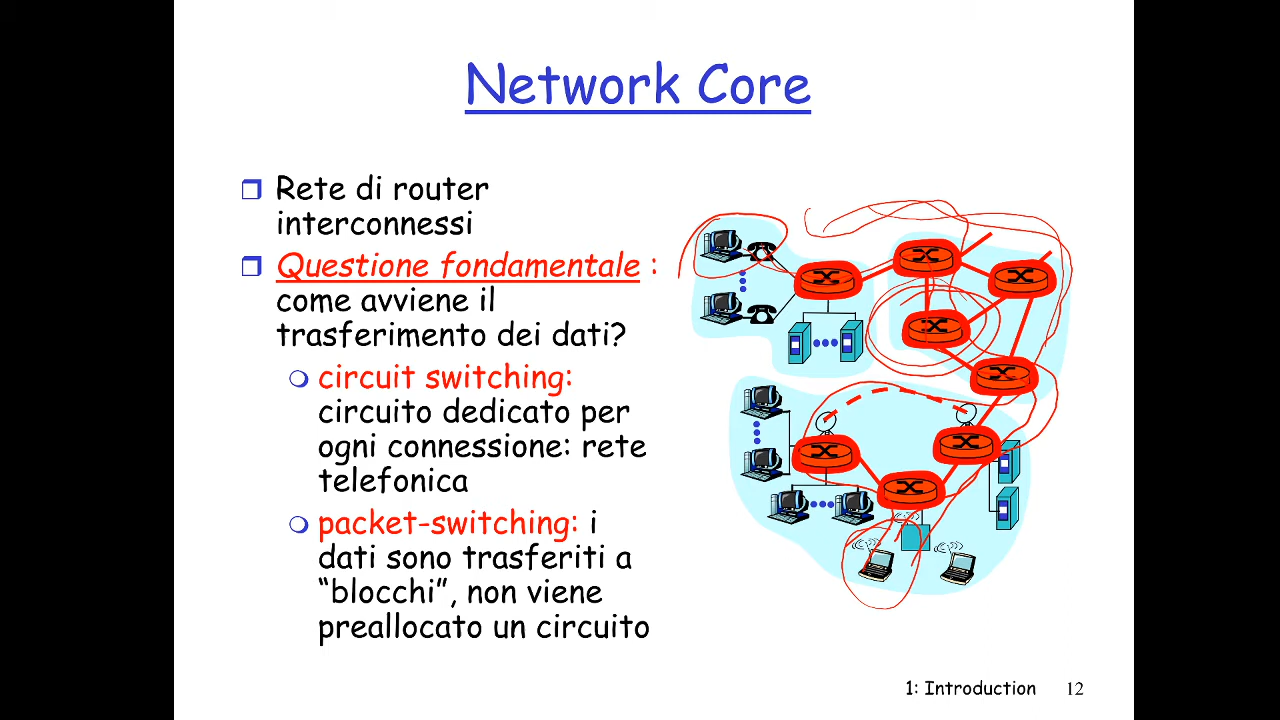 Network Core
Rete di router
interconnessi
Questione fondamentale :
come avviene il
trasferimento dei dati?
circuit switching:
circuito dedicato per
ogni connessione: rete
telefonica
packet-switching: i
dati sono trasferiti a
“blocchi”, non viene
preallocato un circuito
1: Introduction 12